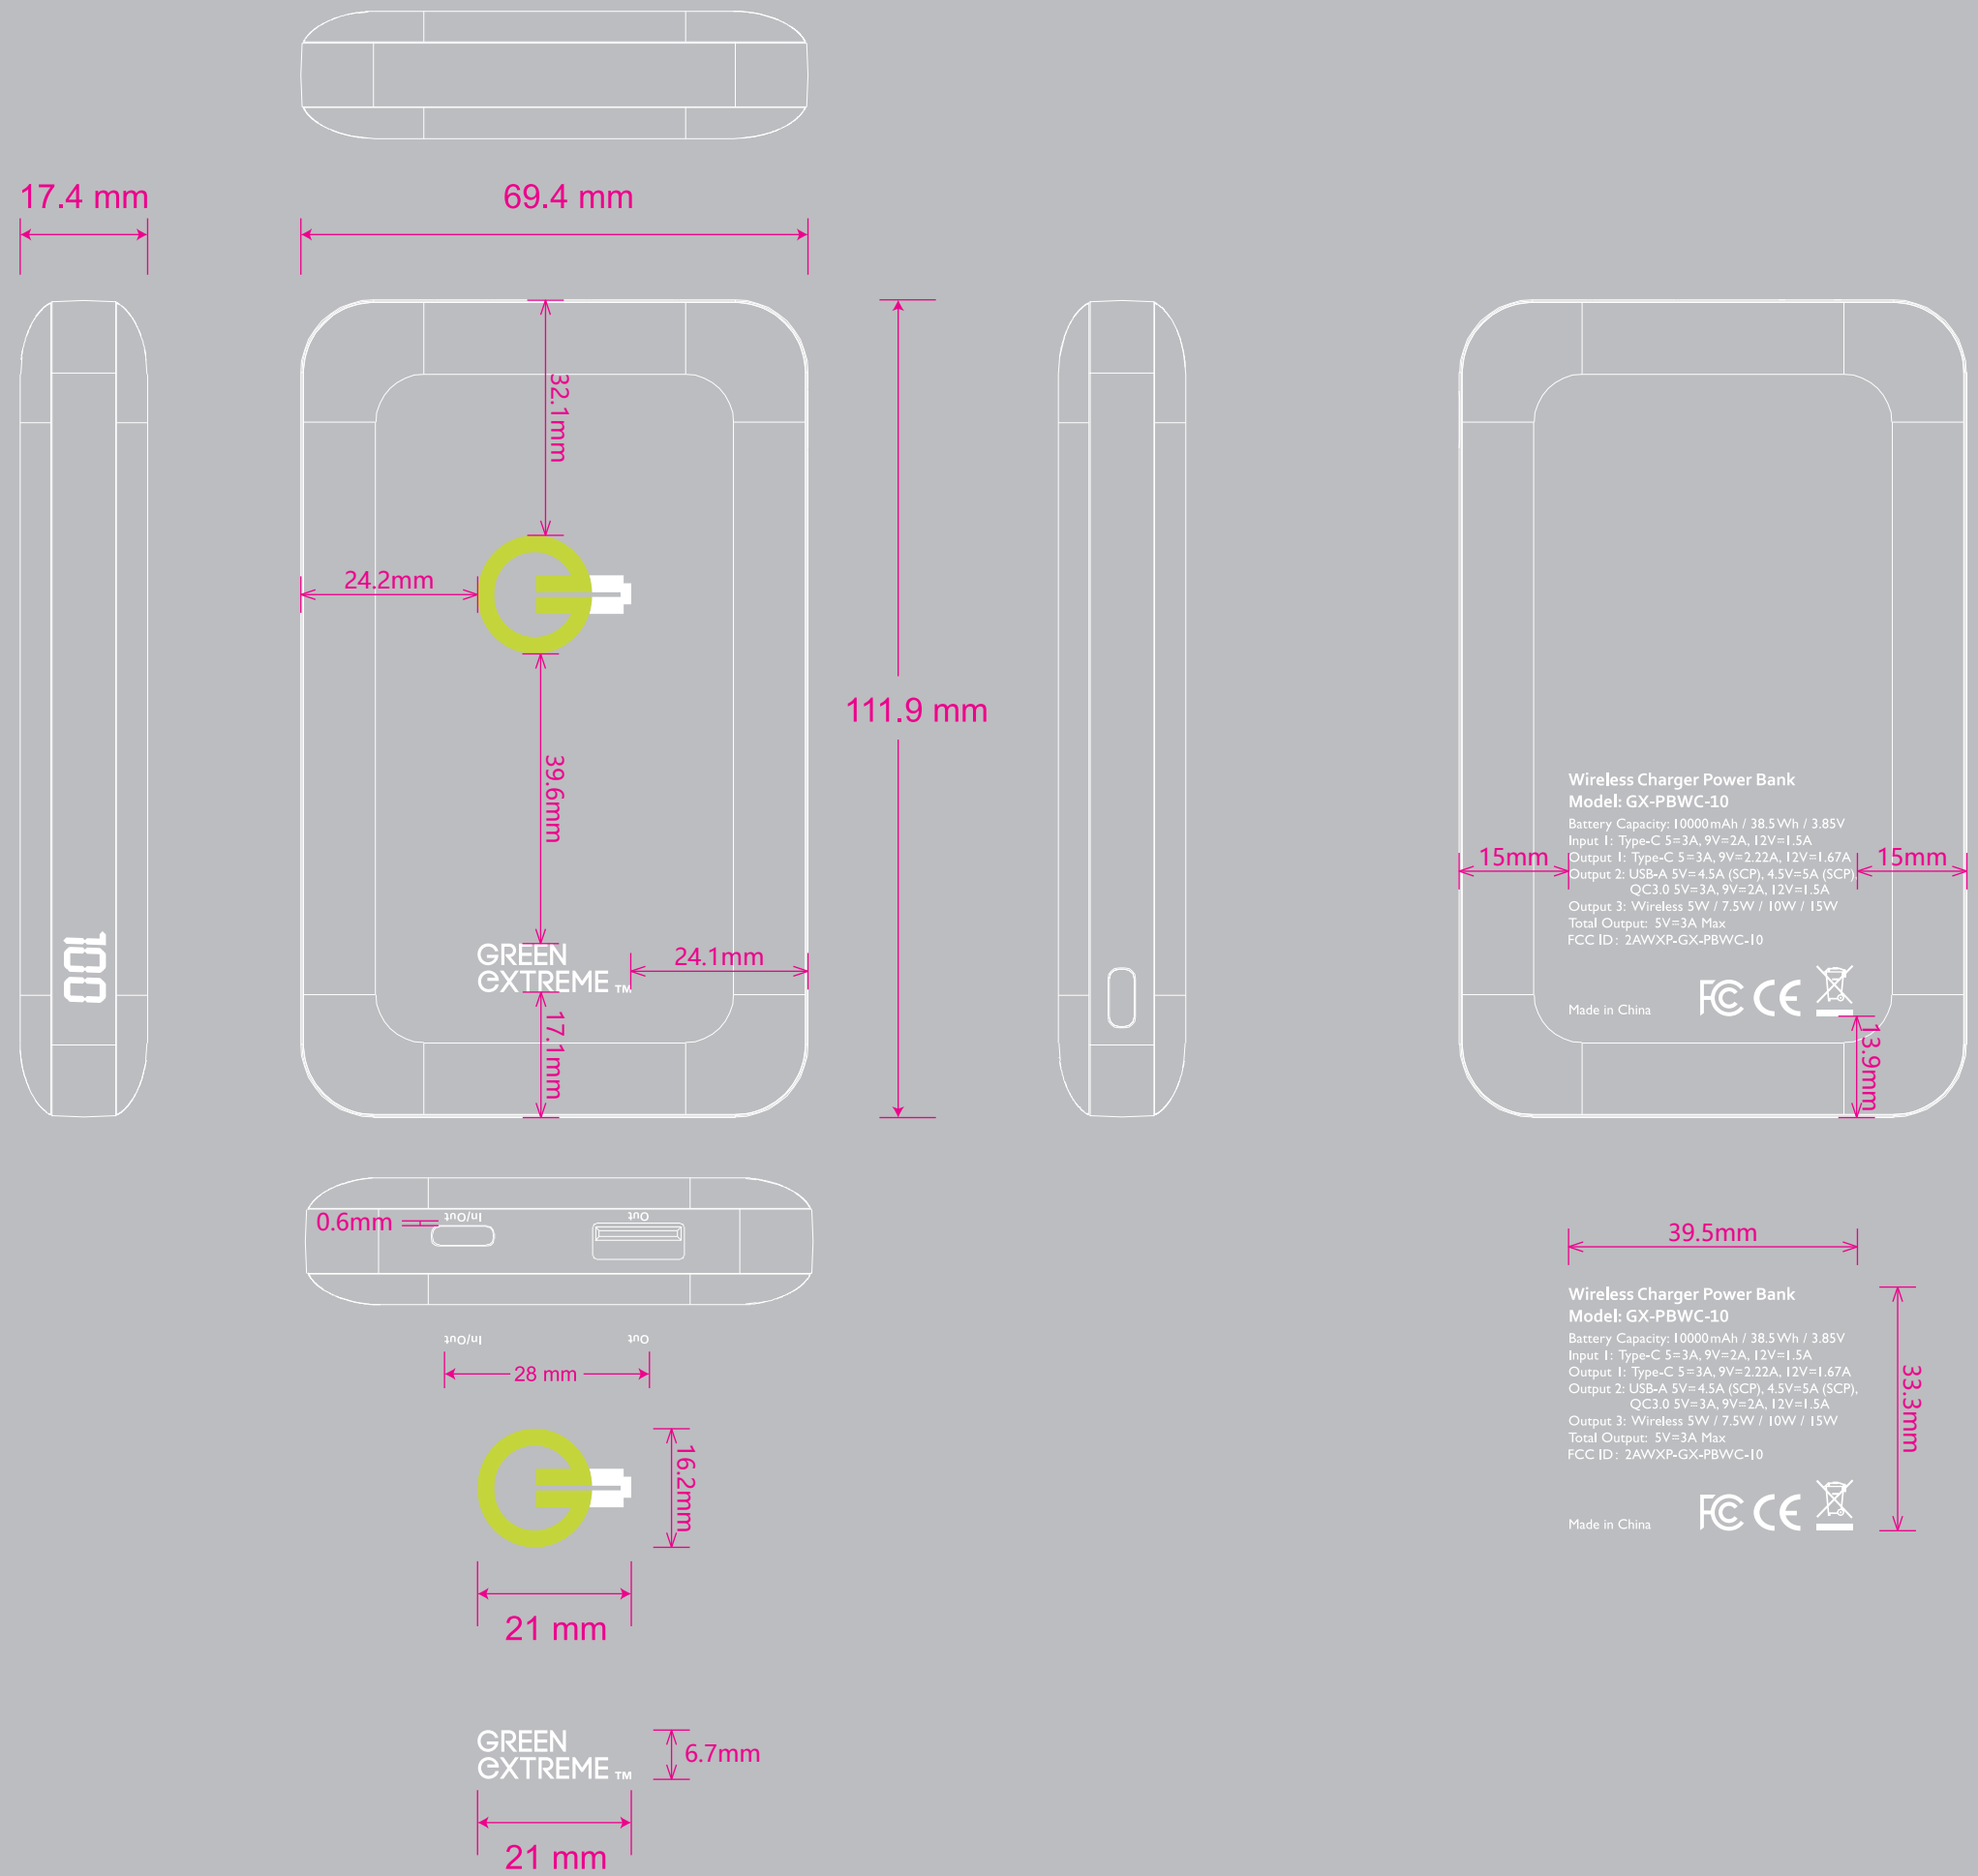 17.4 mm
69.4 mm
32.1mm
24.2mm
39.6mm
111.9 mm
100
GREEN
eXTREME TM
24.1mm
17.1mm
Wireless Charger Power Bank
Model: GX-PBWC-10
Battery Capacity: 10000mAh / 38.5Wh / 3.85V
Input 1: Type-C 5=3A, 9V=2A, 12V=1.5A
Output 1: Type-C 5=3A, 9V=2.22A, 12V=1.67A
Output 2: USB-A 5V=4.5A (SCP), 4.5V=5A (SCP),
QC3.0 5V=3A, 9V=2A, 12V=1.5A
Output 3: Wireless 5W / 7.5W / 10W / 15W
Total Output: 5V=3A Max
FCC ID: 2AWXP-GX-PBWC-10
15mm
15mm
Made in China
FC CE
13.9mm
0.6mm
In/Out
Out
In/Out
Out
28 mm
16.2mm
21 mm
GREEN
eXTREME TM
6.7mm
21 mm
39.5mm
Wireless Charger Power Bank
Model: GX-PBWC-10
Battery Capacity: 10000mAh / 38.5Wh / 3.85V
Input 1: Type-C 5=3A, 9V=2A, 12V=1.5A
Output 1: Type-C 5=3A, 9V=2.22A, 12V=1.67A
Output 2: USB-A 5V=4.5A (SCP), 4.5V=5A (SCP),
QC3.0 5V=3A, 9V=2A, 12V=1.5A
Output 3: Wireless 5W / 7.5W / 10W / 15W
Total Output: 5V=3A Max
FCC ID: 2AWXP-GX-PBWC-10
Made in China
FC CE
33.3mm